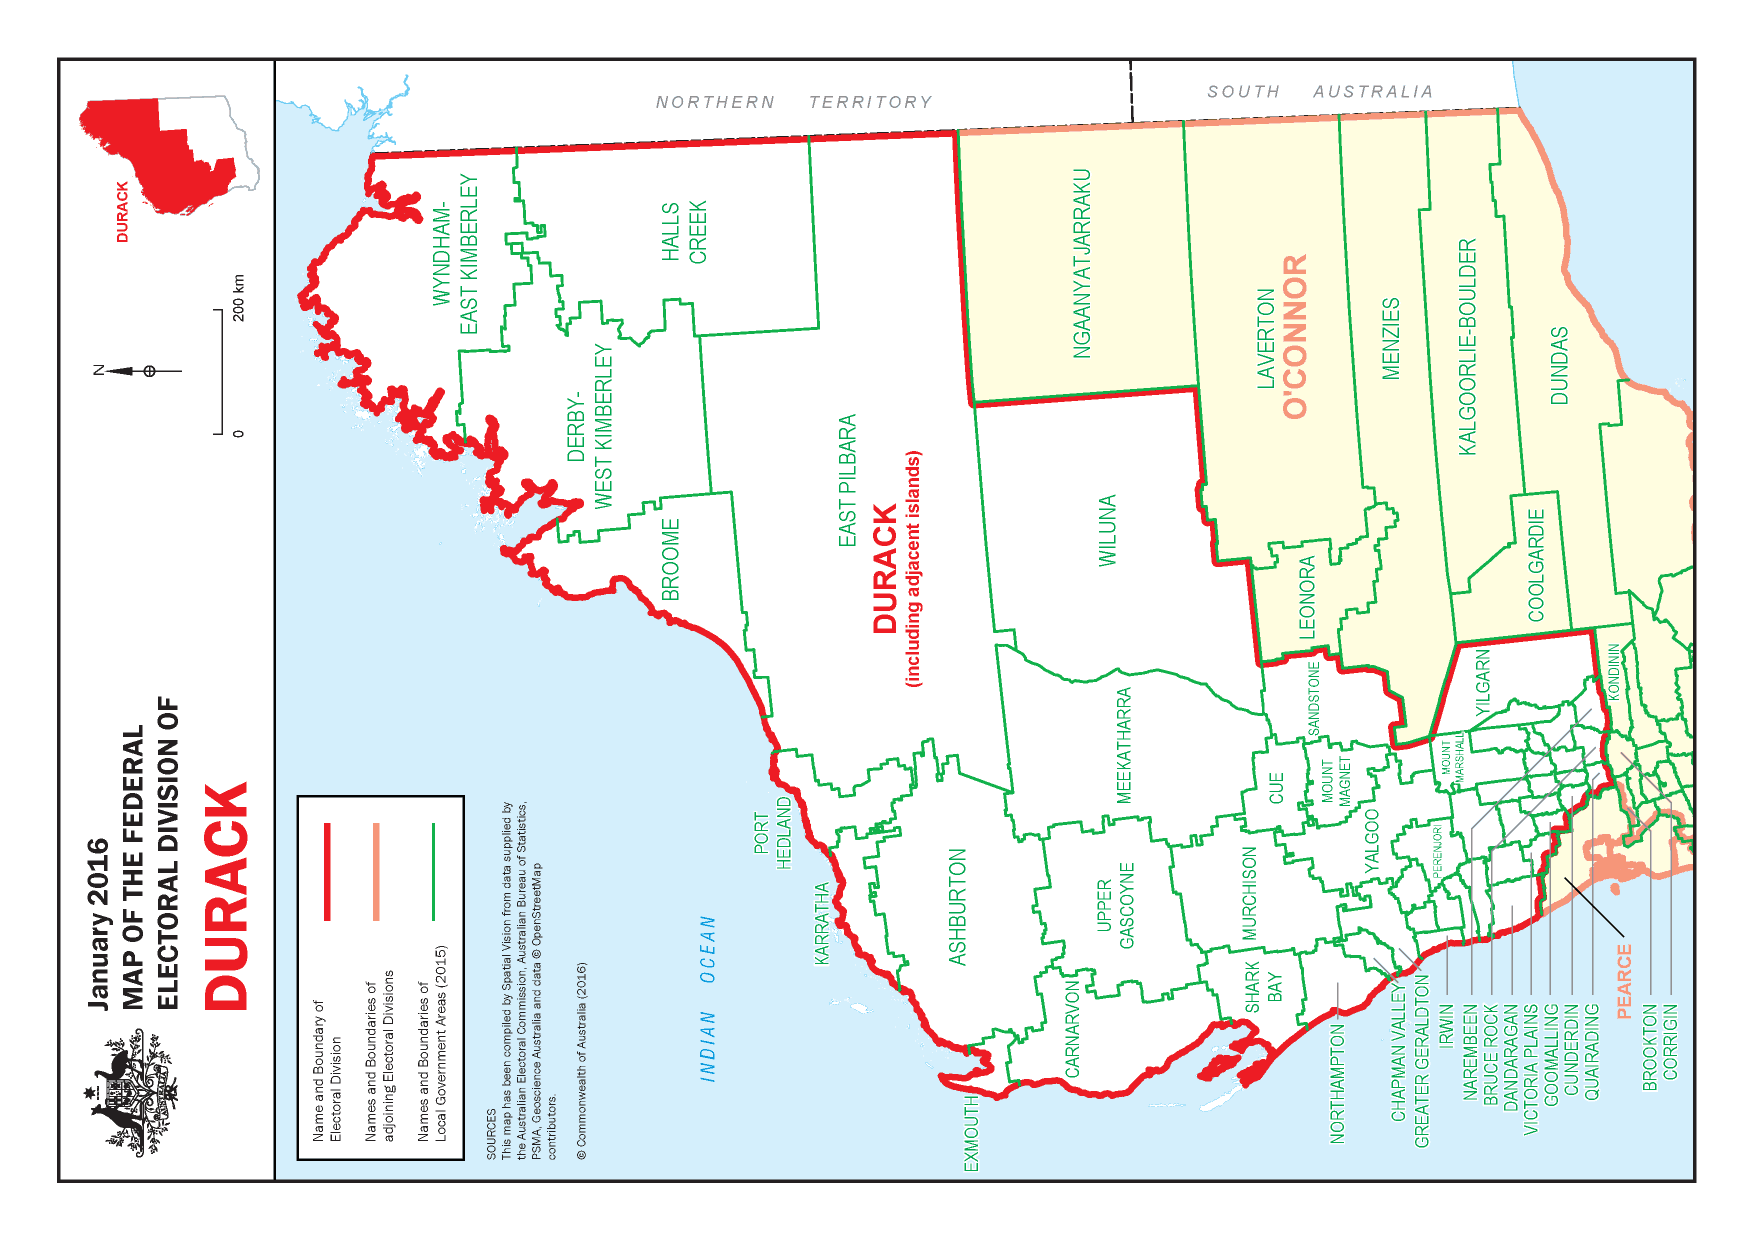 January 2016
MAP OF THE FEDERAL
ELECTORAL DIVISION OF
DURACK
N
0
200 km
DURACK
Name and Boundary of
Electoral Division
Names and Boundaries of
adjoining Electoral Divisions
Names and Boundaries of
Local Government Areas (2015)
SOURCES
This map has been compiled by Spatial Vision from data supplied by
the Australian Electoral Commission, Australian Bureau of Statistics,
PSMA, Geoscience Australia and data © OpenStreetMap
contributors.
© Commonwealth of Australia (2016)
INDIAN OCEAN
NORTHERN TERRITORY
SOUTH AUSTRALIA
WYNDHAM-
EAST KIMBERLEY
HALLS
CREEK
DERBY-
WEST KIMBERLEY
BROOME
EAST PILBARA
DURACK
(including adjacent islands)
PORT
HEDLAND
KARRATHA
ASHBURTON
EXMOUTH
CARNARVON
UPPER
GASCOYNE
MEEKATHARRA
WILUNA
NGAANYATJARRAKU
LAVERTON
O'CONNOR
MENZIES
KALGOORLIE-BOULDER
DUNDAS
COOLGARDIE
LEONORA
SANDSTONE
CUE
MOUNT
MAGNET
MURCHISON
SHARK
BAY
YALGOO
PERENJORI
MOUNT
MARSHALL
YILGARN
KONDININ
NORTHAMPTON
CHAPMAN VALLEY
GREATER GERALDTON
IRWIN
NAREMBEEN
BRUCE ROCK
DANDARAGAN
VICTORIA PLAINS
GOOMALLING
CUNDERDIN
QUAIRADING
PEARCE
BROOKTON
CORRIGIN